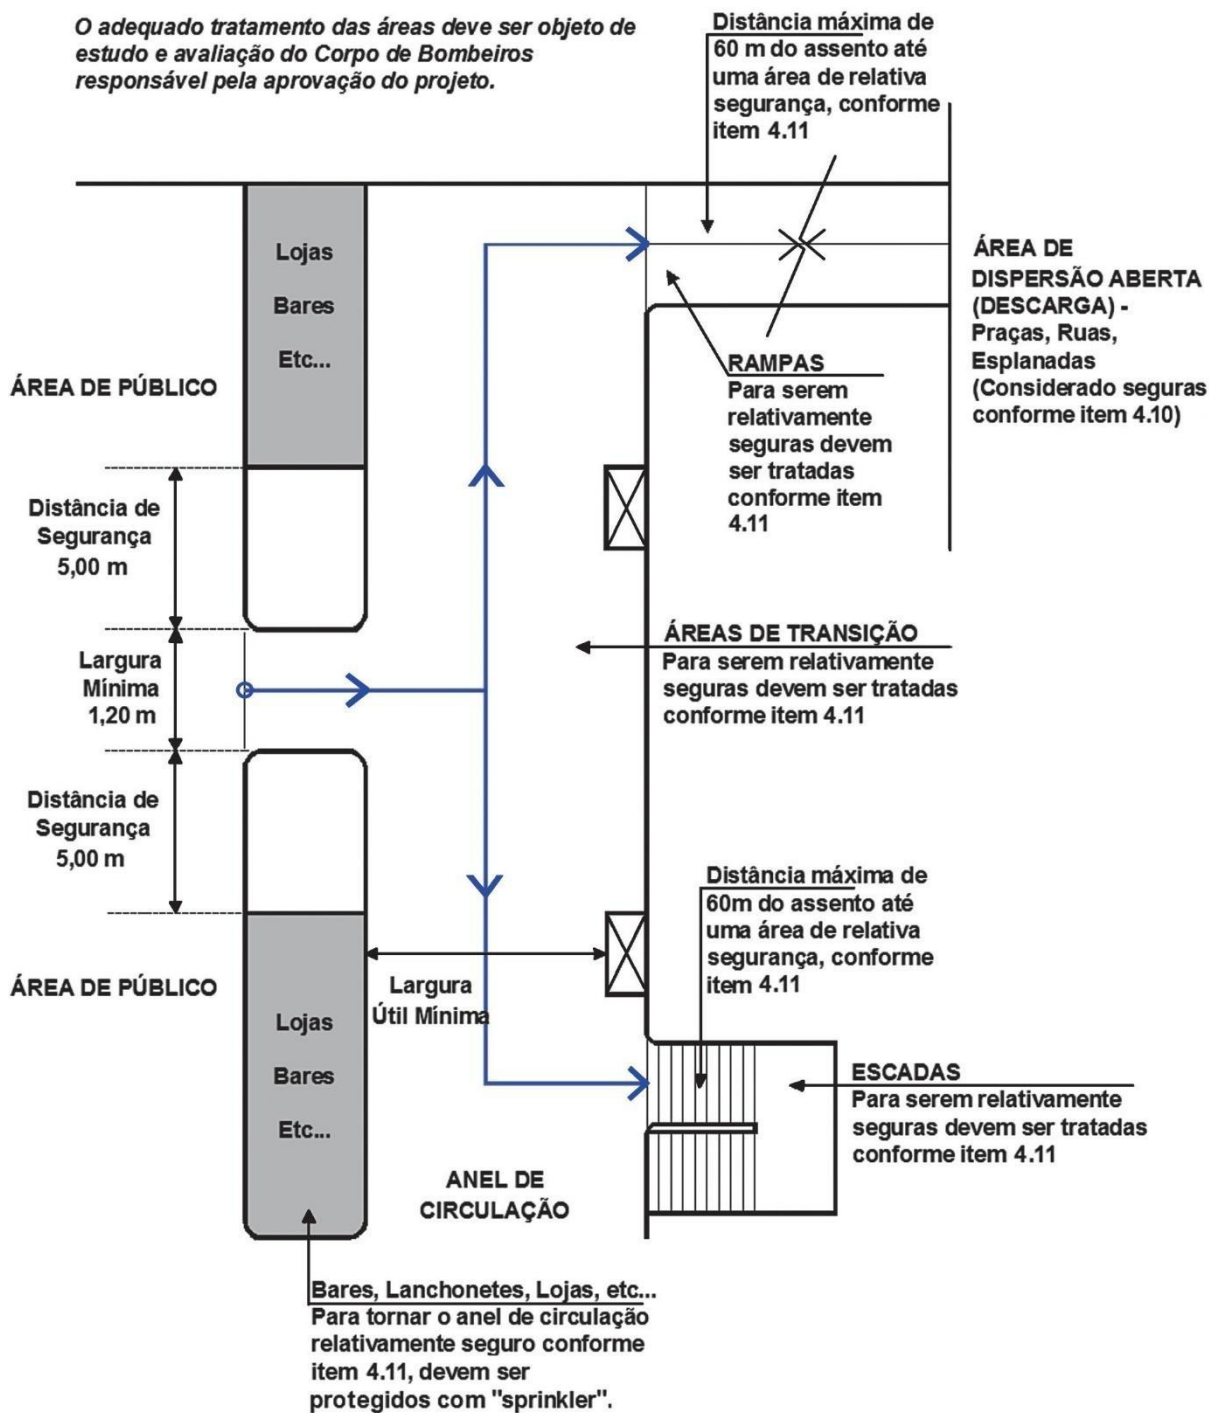 O adequado tratamento das áreas deve ser objeto de
estudo e avaliação do Corpo de Bombeiros
responsável pela aprovação do projeto.
Distância máxima de
60 m do assento até
uma área de relativa
segurança, conforme
item 4.11
Lojas
Bares
Etc...
ÁREA DE PÚBLICO
ÁREA DE
DISPERSÃO ABERTA
(DESCARGA) -
Praças, Ruas,
Esplanadas
(Considerado seguras
conforme item 4.10)
RAMPAS
Para serem
relativamente
seguras devem
ser tratadas
conforme item
4.11
Distância de
Segurança
5,00 m
Largura
Mínima
1,20 m
ÁREAS DE TRANSIÇÃO
Para serem relativamente
seguras devem ser tratadas
conforme item 4.11
Distância de
Segurança
5,00 m
Distância máxima de
60m do assento até
uma área de relativa
segurança, conforme
item 4.11
ÁREA DE PÚBLICO
Largura
Útil Mínima
Lojas
Bares
Etc...
ESCADAS
Para serem relativamente
seguras devem ser tratadas
conforme item 4.11
ANEL DE
CIRCULAÇÃO
Bares, Lanchonetes, Lojas, etc...
Para tornar o anel de circulação
relativamente seguro conforme
item 4.11, devem ser
protegidos com "sprinkler".